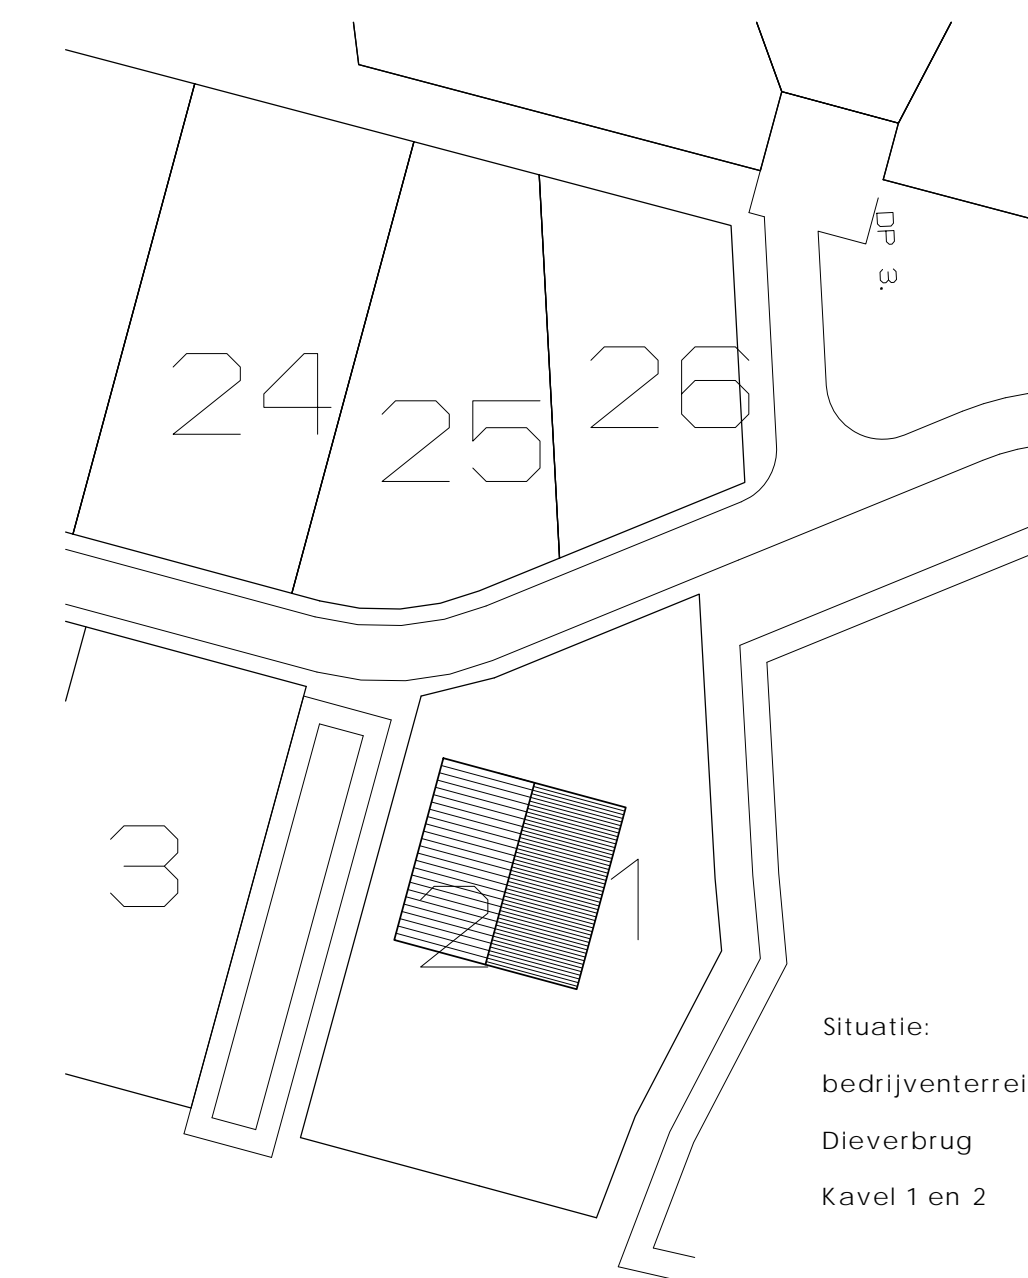 DP 3.
24
25
26
3
2
1
Situatie:
bedrijventerrei
Dieverbrug
Kavel 1 en 2